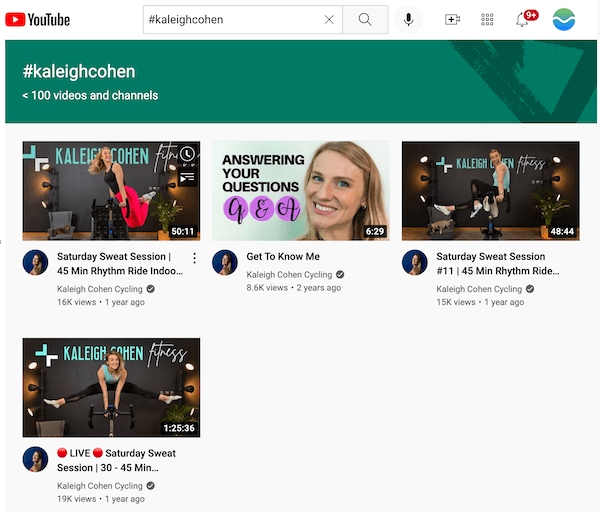 YouTube
#kaleighcohen
9+
#kaleighcohen
< 100 videos and channels
KALEIGH COHEN fitn
50:11
Saturday Sweat Session |
45 Min Rhythm Ride Indoo...
Kaleigh Cohen Cycling
16K views • 1 year ago
ANSWERING
YOUR
QUESTIONS
Q & A
6:29
Get To Know Me
Kaleigh Cohen Cycling
8.6K views • 2 years ago
KALEIGH COHEN fitness
48:44
Saturday Sweat Session
#11 | 45 Min Rhythm Ride...
Kaleigh Cohen Cycling
15K views • 1 year ago
KALEIGH COHEN fitness
1:25:36
🔴 LIVE 🔴 Saturday Sweat
Session | 30 - 45 Min...
Kaleigh Cohen Cycling
19K views • 1 year ago